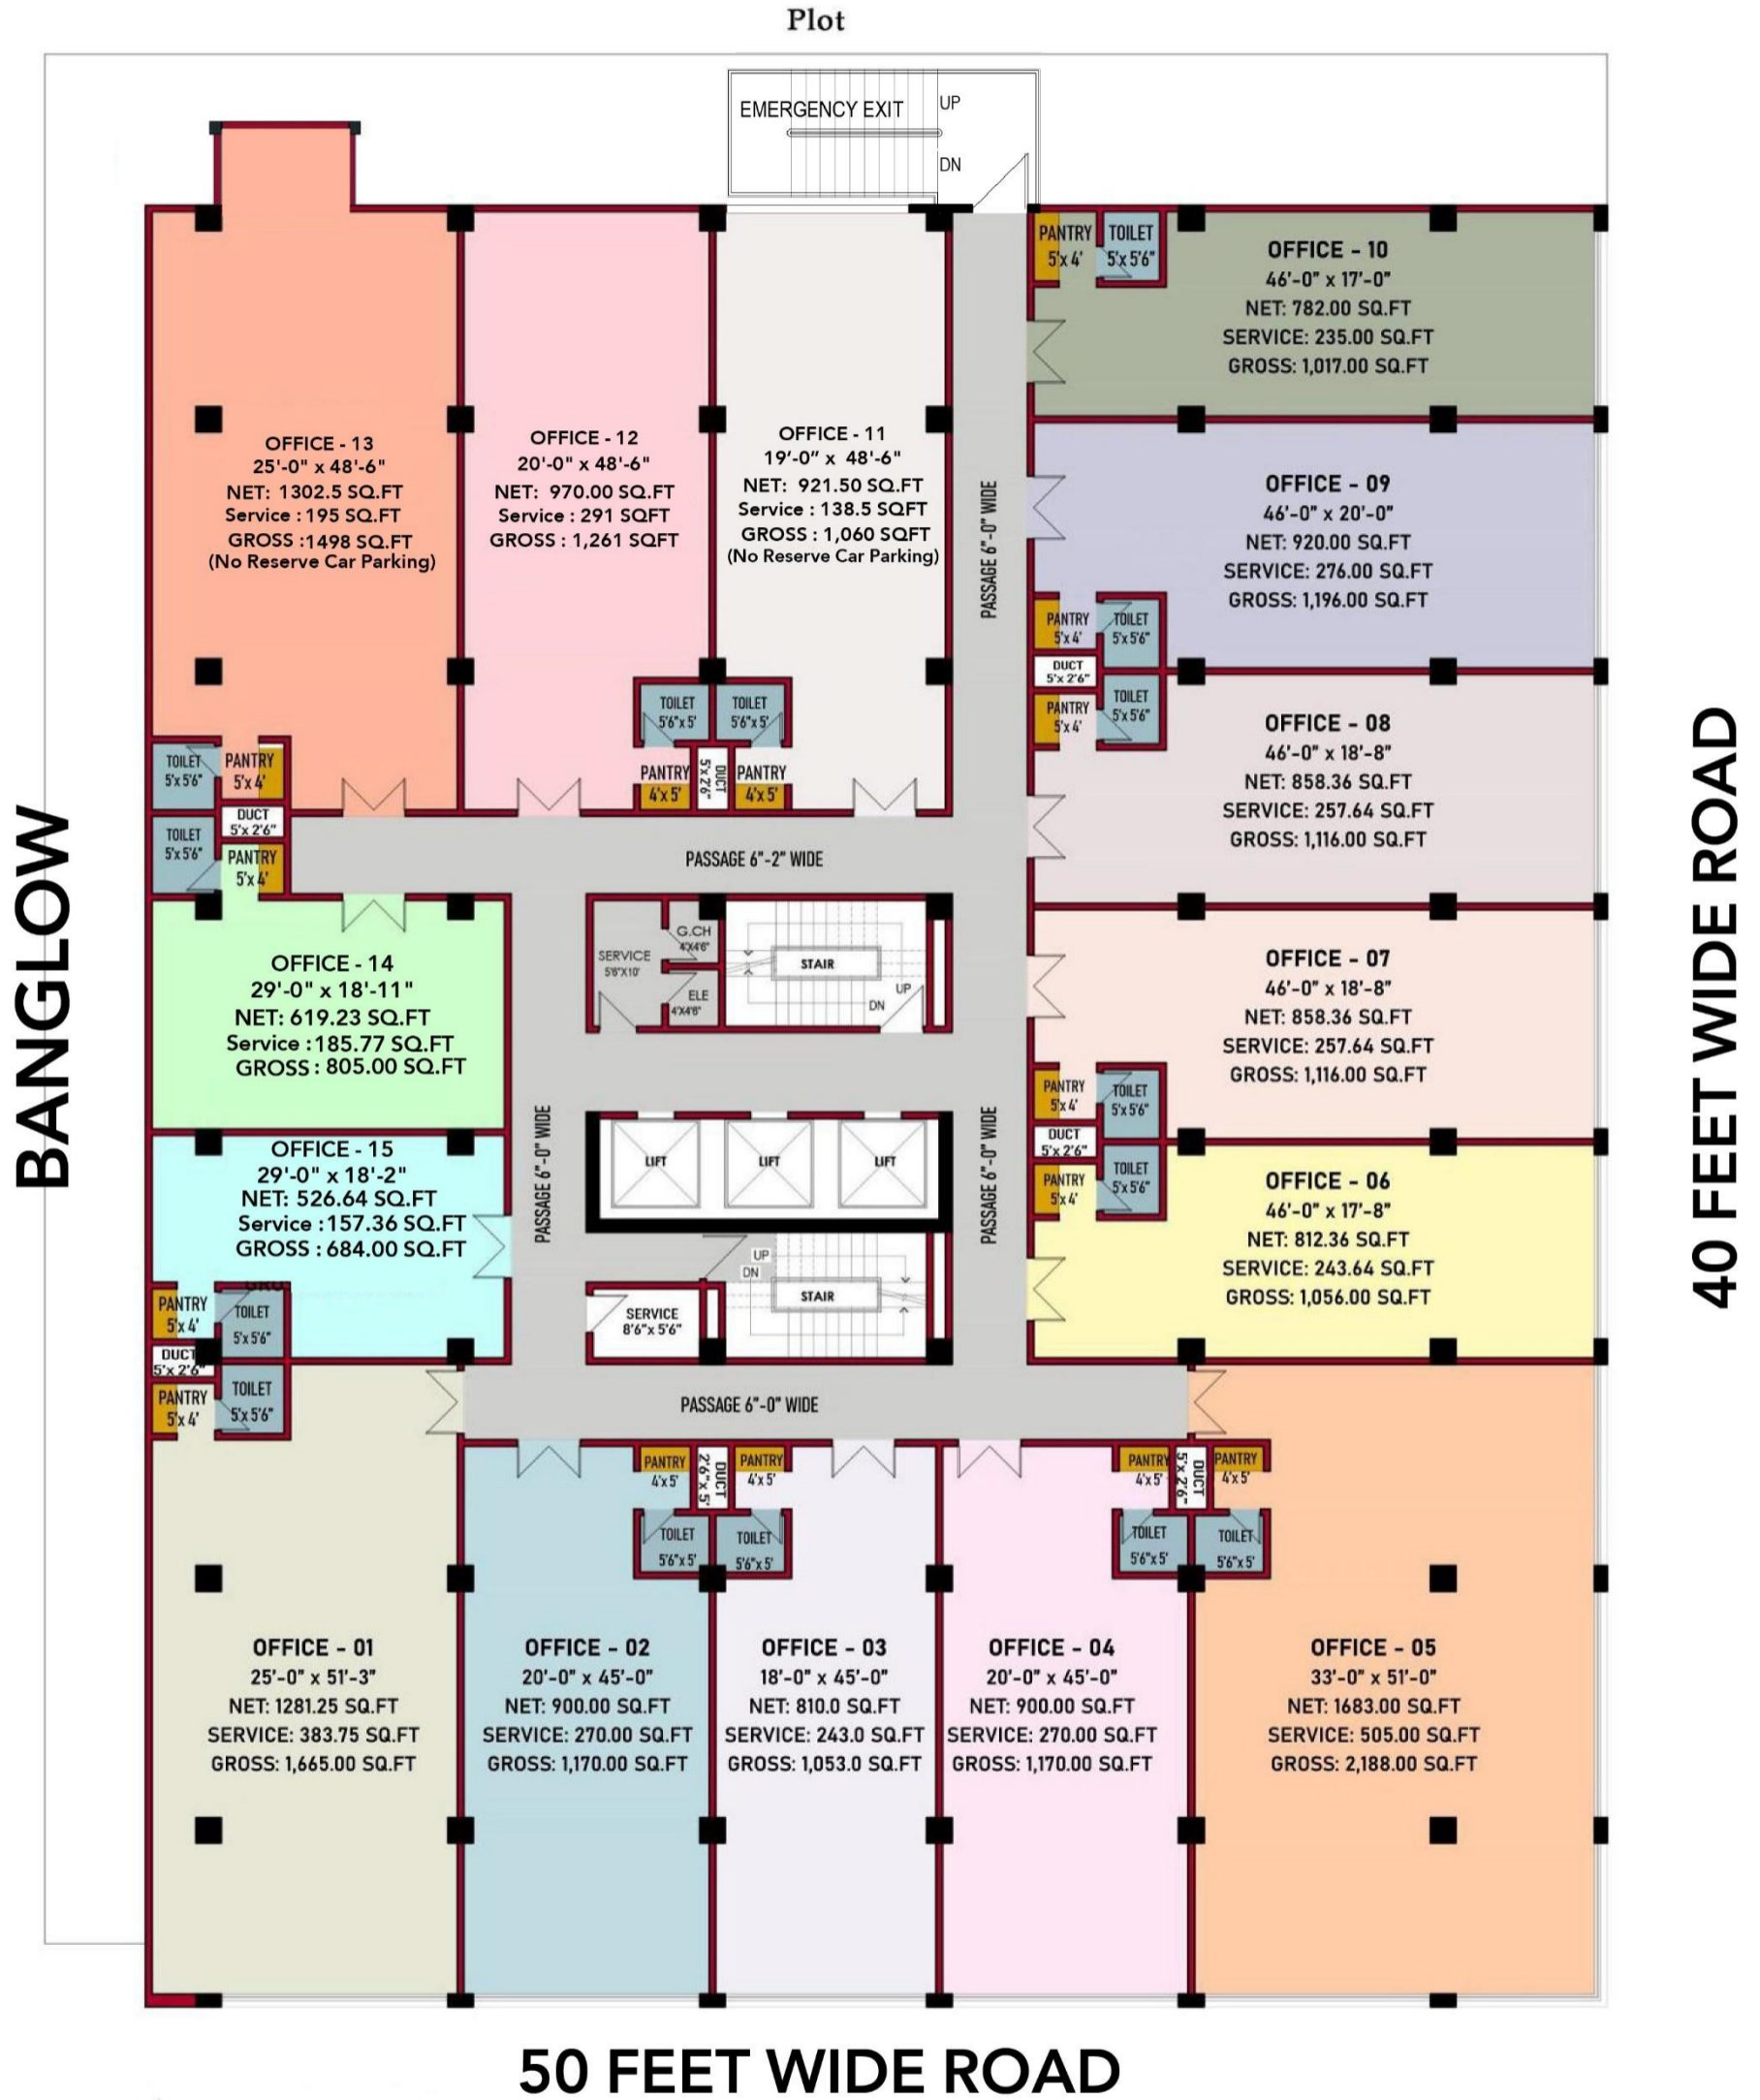 Plot
EMERGENCY EXIT
UP
DN
OFFICE - 13
25'-0" x 48'-6"
NET: 1302.5 SQ.FT
Service : 195 SQ.FT
GROSS :1498 SQ.FT
(No Reserve Car Parking)
TOILET
5'x 5'6"
PANTRY
5'x 4'
OFFICE - 12
20'-0" x 48'-6"
NET: 970.00 SQ.FT
Service : 291 SQFT
GROSS : 1,261 SQFT
TOILET
5'6"x 5'
PANTRY
4'x 5'
DUCT
5'x 2'6"
OFFICE - 11
19'-0" x 48'-6"
NET: 921.50 SQ.FT
Service : 138.5 SQFT
GROSS : 1,060 SQFT
(No Reserve Car Parking)
TOILET
5'6"x 5'
PANTRY
4'x 5'
PASSAGE 6"-0" WIDE
PANTRY
5'x 4'
TOILET
5'x 5'6"
OFFICE - 10
46'-0" x 17'-0"
NET: 782.00 SQ.FT
SERVICE: 235.00 SQ.FT
GROSS: 1,017.00 SQ.FT
OFFICE - 09
46'-0" x 20'-0"
NET: 920.00 SQ.FT
SERVICE: 276.00 SQ.FT
GROSS: 1,196.00 SQ.FT
PANTRY
5'x 4'
TOILET
5'x 5'6"
DUCT
5'x 2'6"
PANTRY
5'x 4'
TOILET
5'x 5'6"
OFFICE - 08
46'-0" x 18'-8"
NET: 858.36 SQ.FT
SERVICE: 257.64 SQ.FT
GROSS: 1,116.00 SQ.FT
DUCT
5'x 2'6"
TOILET
5'x 5'6"
PANTRY
5'x 4'
PASSAGE 6"-2" WIDE
OFFICE - 14
29'-0" x 18'-11"
NET: 619.23 SQ.FT
Service :185.77 SQ.FT
GROSS : 805.00 SQ.FT
SERVICE
5'6"X10'
G.CH
4'X4'6"
ELE
4'X4'6"
STAIR
UP
DN
OFFICE - 07
46'-0" x 18'-8"
NET: 858.36 SQ.FT
SERVICE: 257.64 SQ.FT
GROSS: 1,116.00 SQ.FT
PANTRY
5'x 4'
TOILET
5'x 5'6"
DUCT
5'x 2'6"
PANTRY
5'x 4'
TOILET
5'x 5'6"
OFFICE - 06
46'-0" x 17'-8"
NET: 812.36 SQ.FT
SERVICE: 243.64 SQ.FT
GROSS: 1,056.00 SQ.FT
OFFICE - 15
29'-0" x 18'-2"
NET: 526.64 SQ.FT
Service :157.36 SQ.FT
GROSS : 684.00 SQ.FT
PANTRY
5'x 4'
TOILET
5'x 5'6"
DUCT
5'x 2'6"
PANTRY
5'x 4'
TOILET
5'x 5'6"
PASSAGE 6"-0" WIDE
LIFT
LIFT
LIFT
PASSAGE 6"-0" WIDE
UP
DN
STAIR
SERVICE
8'6"x 5'6"
PASSAGE 6"-0" WIDE
PANTRY
4'x 5'
DUCT
2'6"x 5'
PANTRY
4'x 5'
TOILET
5'6"x 5'
TOILET
5'6"x 5'
PANTRY
4'x 5'
DUCT
5'x 2'6"
PANTRY
4'x 5'
TOILET
5'6"x 5'
TOILET
5'6"x 5'
OFFICE - 01
25'-0" x 51'-3"
NET: 1281.25 SQ.FT
SERVICE: 383.75 SQ.FT
GROSS: 1,665.00 SQ.FT
OFFICE - 02
20'-0" x 45'-0"
NET: 900.00 SQ.FT
SERVICE: 270.00 SQ.FT
GROSS: 1,170.00 SQ.FT
OFFICE - 03
18'-0" x 45'-0"
NET: 810.0 SQ.FT
SERVICE: 243.0 SQ.FT
GROSS: 1,053.0 SQ.FT
OFFICE - 04
20'-0" x 45'-0"
NET: 900.00 SQ.FT
SERVICE: 270.00 SQ.FT
GROSS: 1,170.00 SQ.FT
OFFICE - 05
33'-0" x 51'-0"
NET: 1683.00 SQ.FT
SERVICE: 505.00 SQ.FT
GROSS: 2,188.00 SQ.FT
BANGLOW
40 FEET WIDE ROAD
50 FEET WIDE ROAD